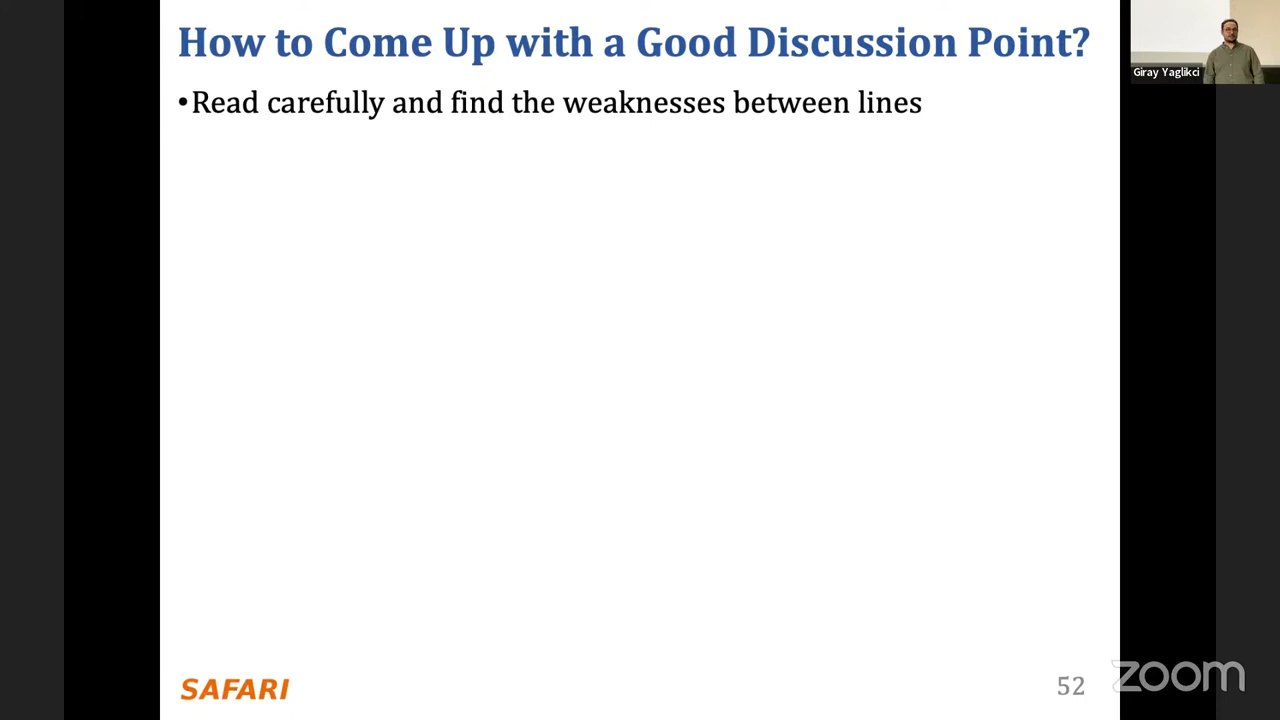 How to Come Up with a Good Discussion Point?
Giray Yaglikci
•Read carefully and find the weaknesses between lines
SAFARI
52
zoom